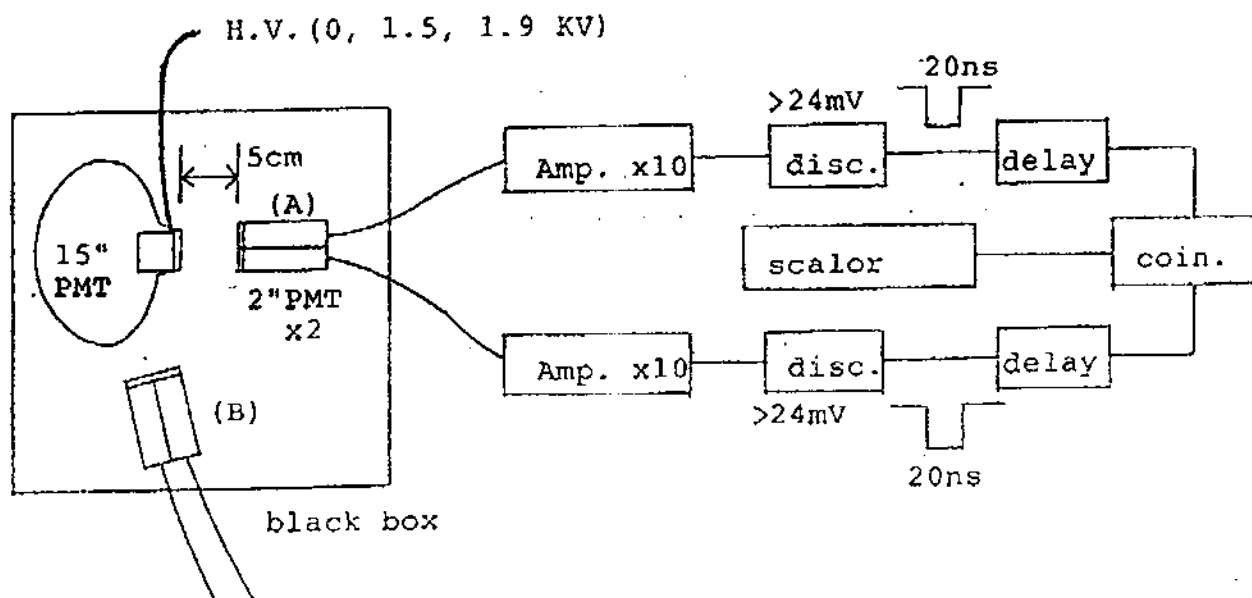 H.V.(0, 1.5, 1.9 KV)
20ns
>24mV
5cm
Amp. x10
disc.
delay
(A)
15"
PMT
scalor
coin.
2"PMT
x2
Amp. x10
disc.
delay
(B)
>24mV
20ns
black box